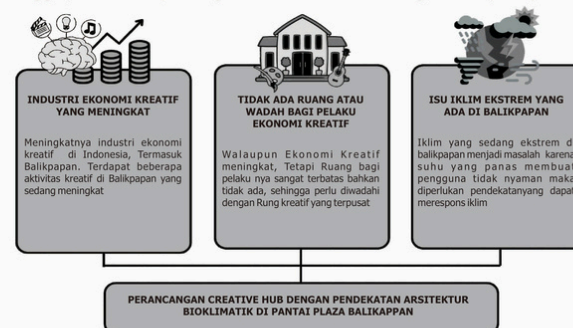 INDUSTRI EKONOMI KREATIF
YANG MENINGKAT
Meningkatnya industri ekonomi
kreatif di Indonesia, Termasuk
Balikpapan. Terdapat beberapa
aktivitas kreatif di Balikpapan yang
sedang meningkat
TIDAK ADA RUANG ATAU
WADAH BAGI PELAKU
EKONOMI KREATIF
Walaupun Ekonomi Kreatif
meningkat, Tetapi Ruang bagi
pelaku nya sangat terbatas bahkan
tidak ada, sehingga perlu diwadahi
dengan Rung kreatif yang terpusat
ISU IKLIM EKSTREM YANG
ADA DI BALIKPAPAN
Iklim yang sedang ekstrem d
balikpapan menjadi masalah karena
suhu yang panas membuat
pengguna tidak nyaman maka
diperlukan pendekatanyang dapat
merespons iklim
PERANCANGAN CREATIVE HUB DENGAN PENDEKATAN ARSITEKTUR
BIOKLIMATIK DI PANTAI PLAZA BALIKAPPAN